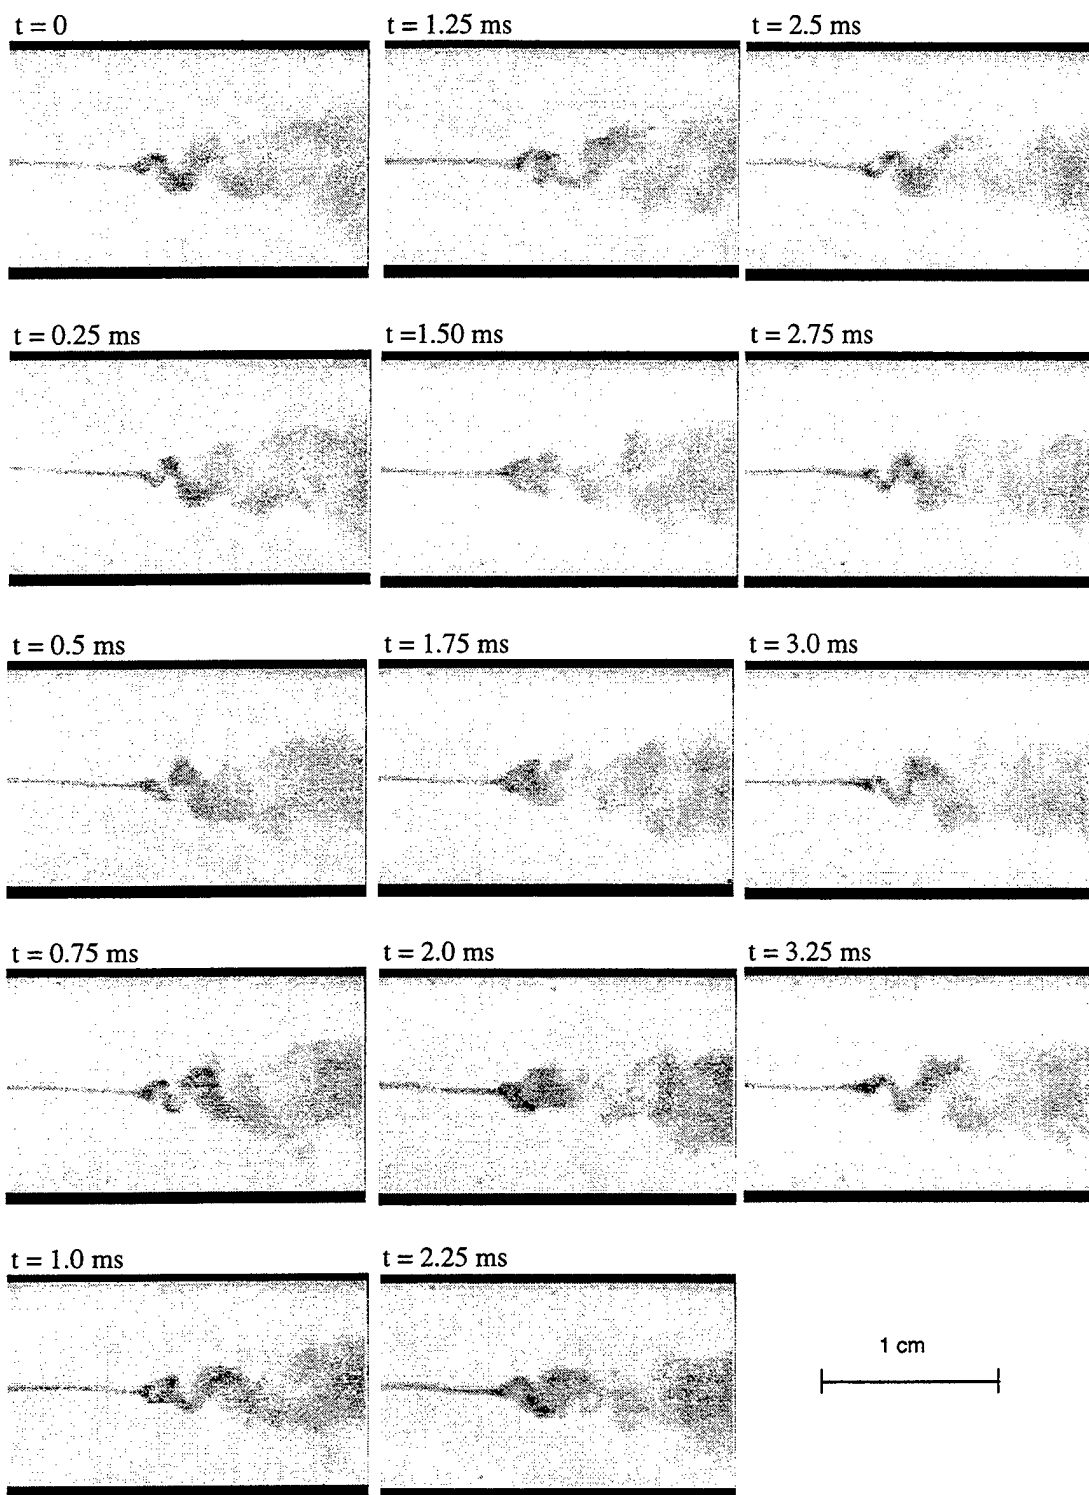 t = 0
t = 1.25 ms
t = 2.5 ms
t = 0.25 ms
t =1.50 ms
t = 2.75 ms
t = 0.5 ms
t = 1.75 ms
t = 3.0 ms
t = 0.75 ms
t = 2.0 ms
t = 3.25 ms
t = 1.0 ms
t = 2.25 ms
1 cm